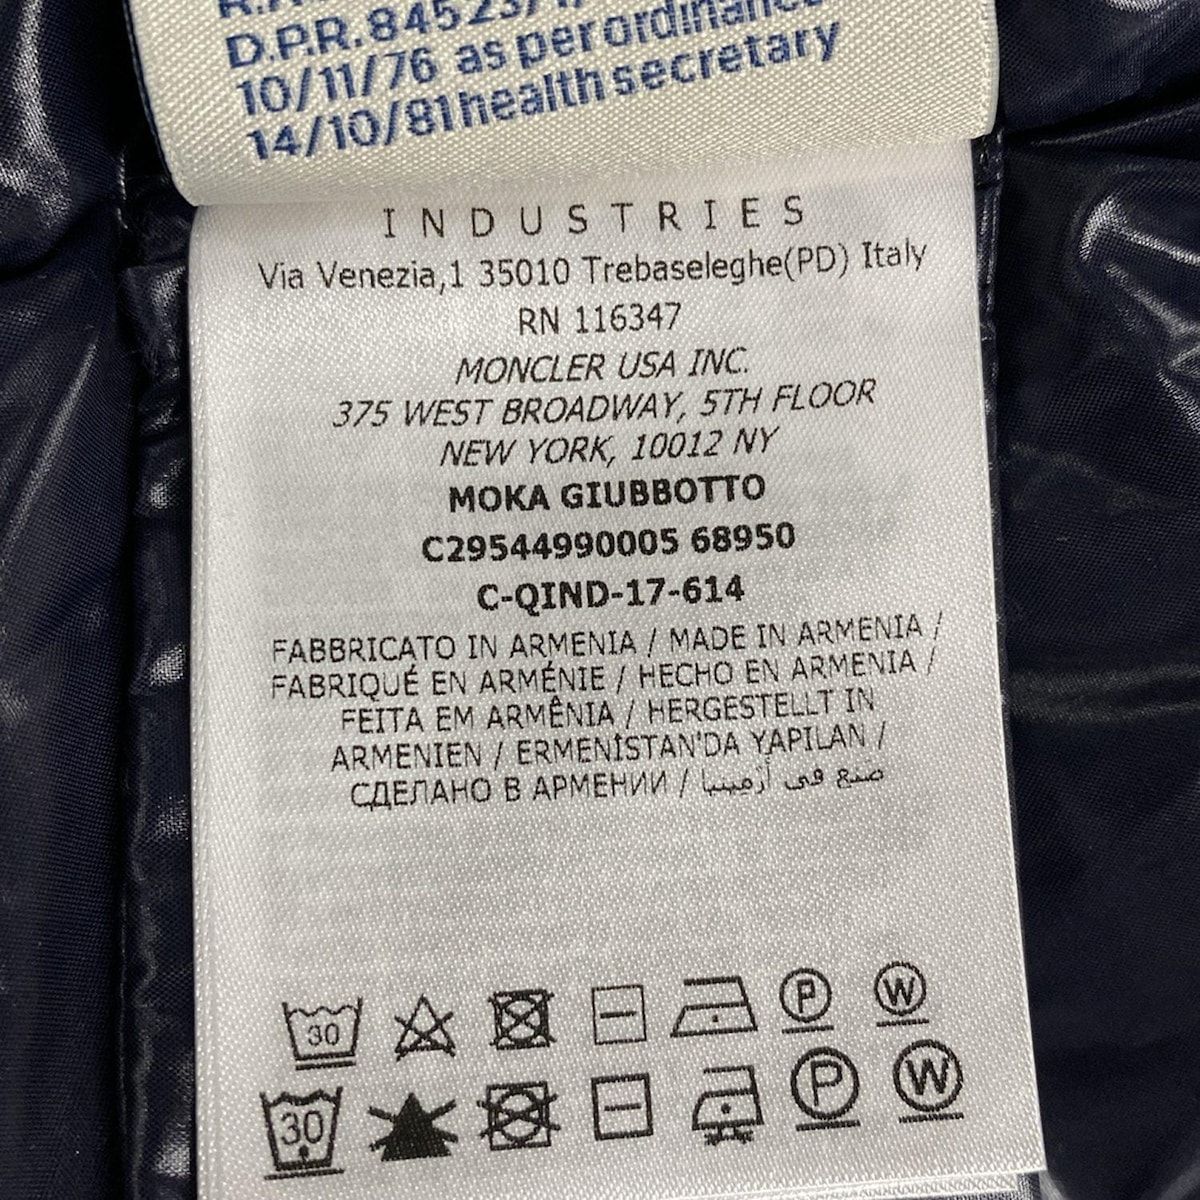 D.P.R. 845 23/1/
10/11/76 as per ordinance
14/10/81 health secretary
INDUSTRIES
Via Venezia,1 35010 Trebaseleghe(PD) Italy
RN 116347
MONCLER USA INC.
375 WEST BROADWAY, 5TH FLOOR
NEW YORK, 10012 NY
MOKA GIUBBOTTO
C29544990005 68950
C-QIND-17-614
FABBRICATO IN ARMENIA / MADE IN ARMENIA /
FABRIQUÉ EN ARMÉNIE / HECHO EN ARMENIA /
FEITA EM ARMÊNIA / HERGESTELLT IN
ARMENIEN / ERMENİSTAN'DA YAPILAN /
СДЕЛАНО В АРМЕНИИ / صنع في أرمينيا
30 P W
30 P W